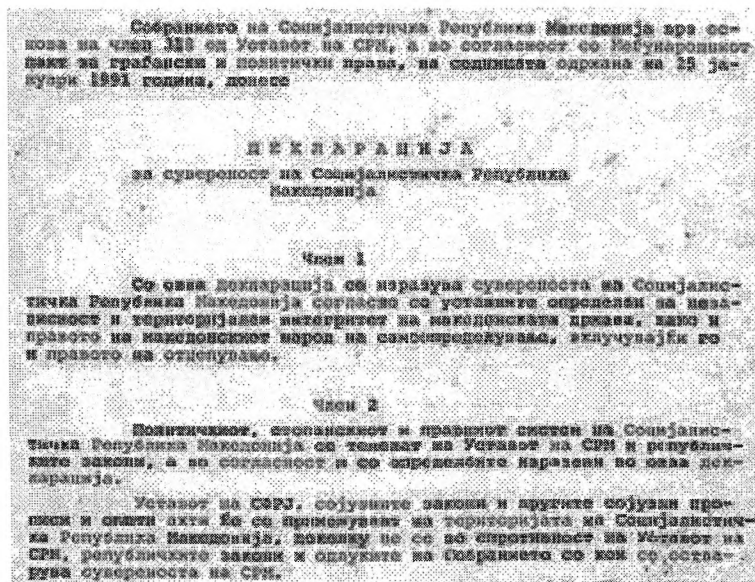 Собранието на Социјалистичка Република Македонија врз ос-
нова на член 318 од Уставот на СРМ, а во согласност со Меѓународниот
пакт за граѓански и политички права, на седницата одржана на 25 ја-
нуари 1991 година, донесе
ДЕКЛАРАЦИЈА
за сувереност на Социјалистичка Република
Македонија
Член 1
Со оваа декларација се изразува сувереноста на Социјалис-
тичка Република Македонија согласно со уставните определби за неза-
висност и територијален интегритет на македонската држава, како и
правото на македонскиот народ на самоопределување, вклучувајќи го
и правото на отцепување.
Член 2
Политичкиот, стопанскиот и правниот систем на Социјалис-
тичка Република Македонија се темелат на Уставот на СРМ и републич-
ките закони, а во согласност и со определбите изразени во оваа дек-
ларација.
Уставот на СФРЈ, сојузните закони и другите сојузни про-
писи и општи акти ќе се применуваат на територијата на Социјалистич-
ка Република Македонија, доколку не се во спротивност на Уставот на
СРМ, републичките закони и одлуките на Собранието со кои се оства-
рува сувереноста на СРМ.